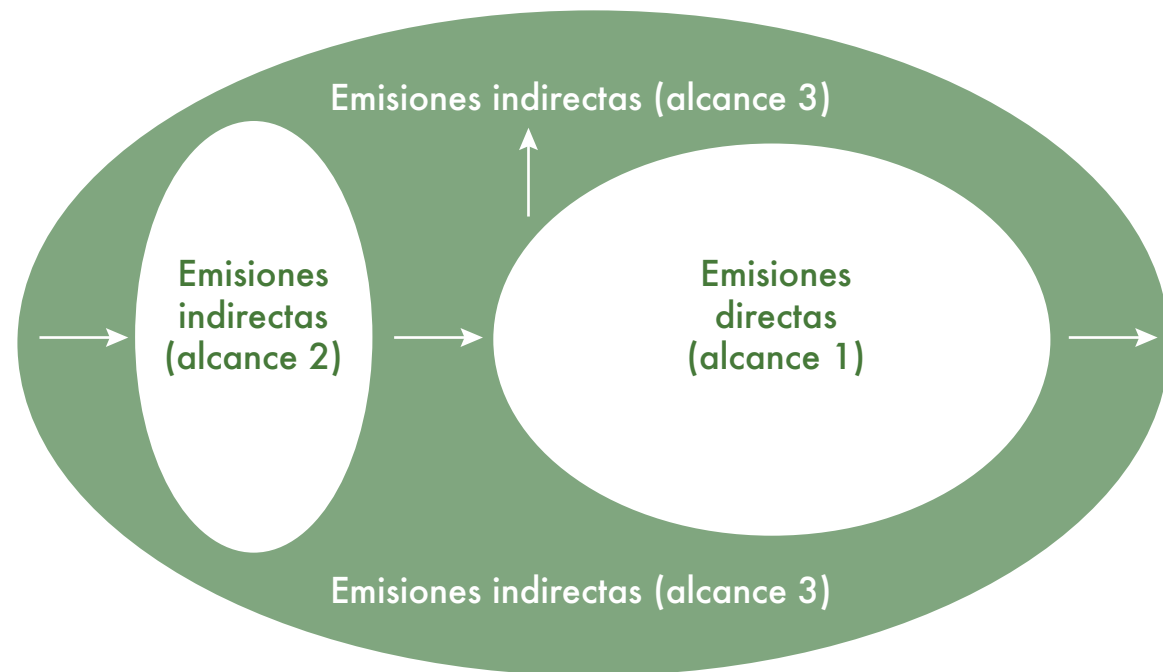 Emisiones indirectas (alcance 3)
Emisiones
indirectas
(alcance 2)
Emisiones
directas
(alcance 1)
Emisiones indirectas (alcance 3)